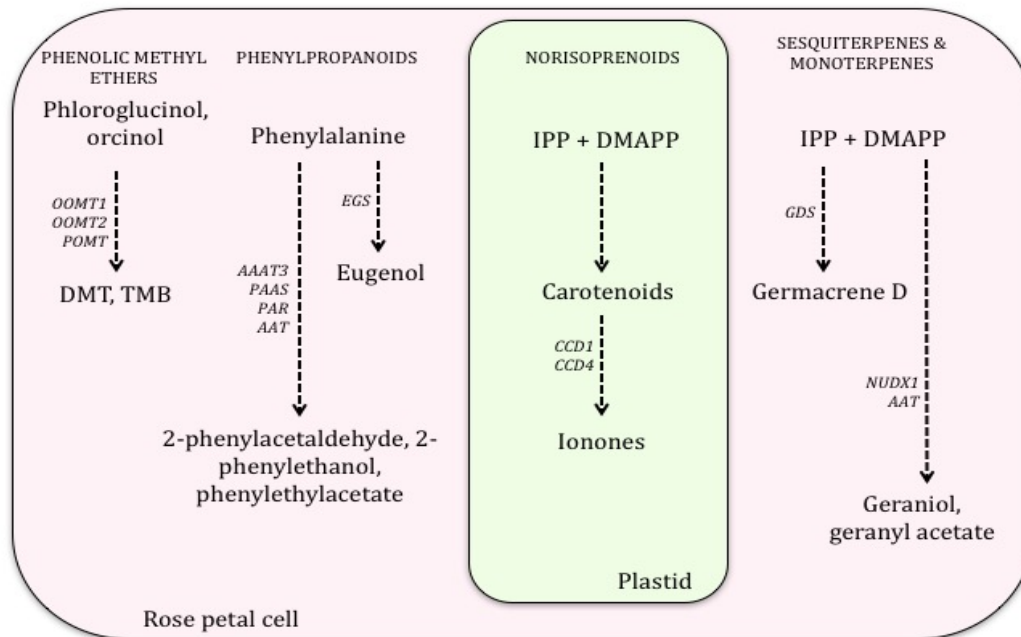 PHENOLIC METHYL
ETHERS
Phloroglucinol,
orcinol
OOMT1
OOMT2
POMT
DMT, TMB
PHENYLPROPANOIDS
Phenylalanine
EGS
Eugenol
AAAT3
PAAS
PAR
AAT
2-phenylacetaldehyde, 2-
phenylethanol,
phenylethylacetate
NORISOPRENOIDS
IPP + DMAPP
Carotenoids
CCD1
CCD4
Ionones
Plastid
SESQUITERPENES &
MONOTERPENES
IPP + DMAPP
GDS
Germacrene D
NUDX1
AAT
Geraniol,
geranyl acetate
Rose petal cell